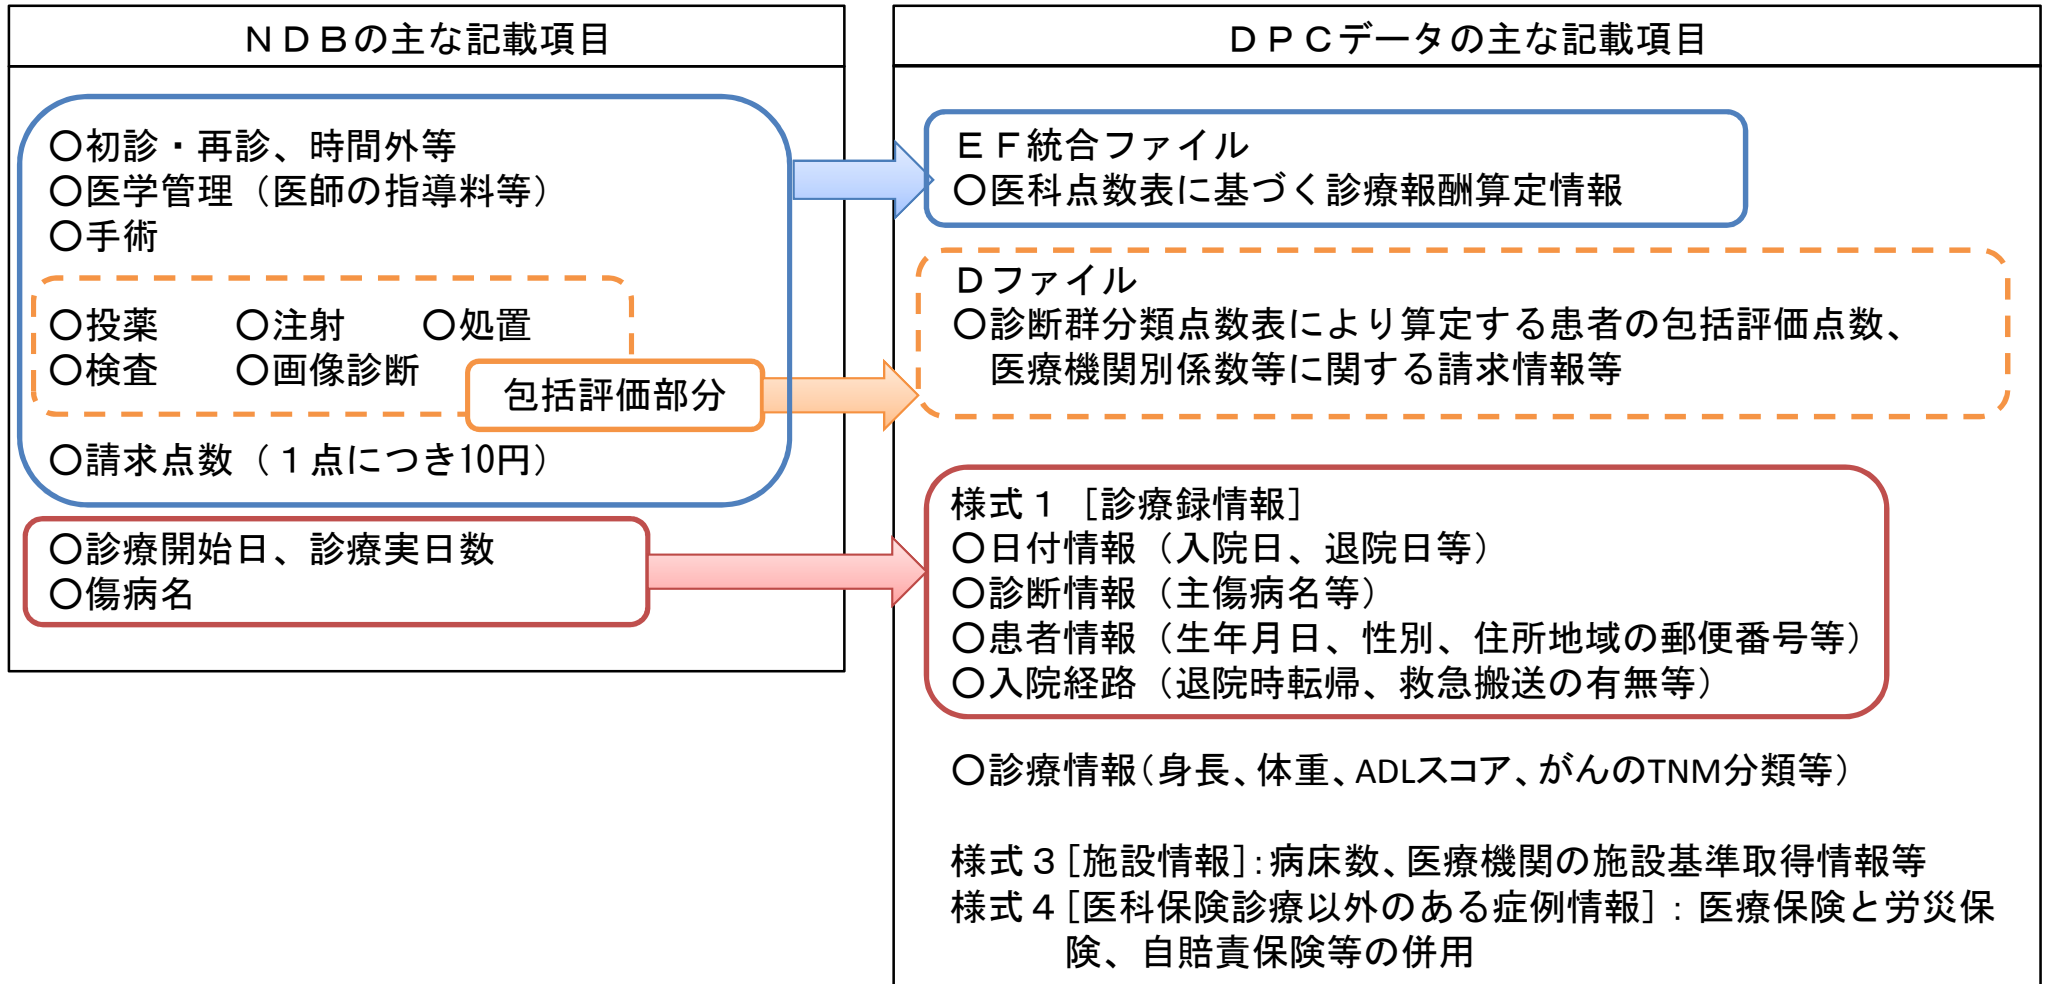 ＮＤＢの主な記載項目
○初診・再診、時間外等
○医学管理（医師の指導料等）
○手術
○投薬　○注射　○処置
○検査　○画像診断
包括評価部分
○請求点数（１点につき10円）
○診療開始日、診療実日数
○傷病名
ＤＰＣデータの主な記載項目
ＥＦ統合ファイル
○医科点数表に基づく診療報酬算定情報
Ｄファイル
○診断群分類点数表により算定する患者の包括評価点数、
医療機関別係数等に関する請求情報等
様式１［診療録情報］
○日付情報（入院日、退院日等）
○診断情報（主傷病名等）
○患者情報（生年月日、性別、住所地域の郵便番号等）
○入院経路（退院時転帰、救急搬送の有無等）
○診療情報（身長、体重、ADLスコア、がんのTNM分類等）
様式３［施設情報］：病床数、医療機関の施設基準取得情報等
様式４［医科保険診療以外のある症例情報］：医療保険と労災保
険、自賠責保険等の併用